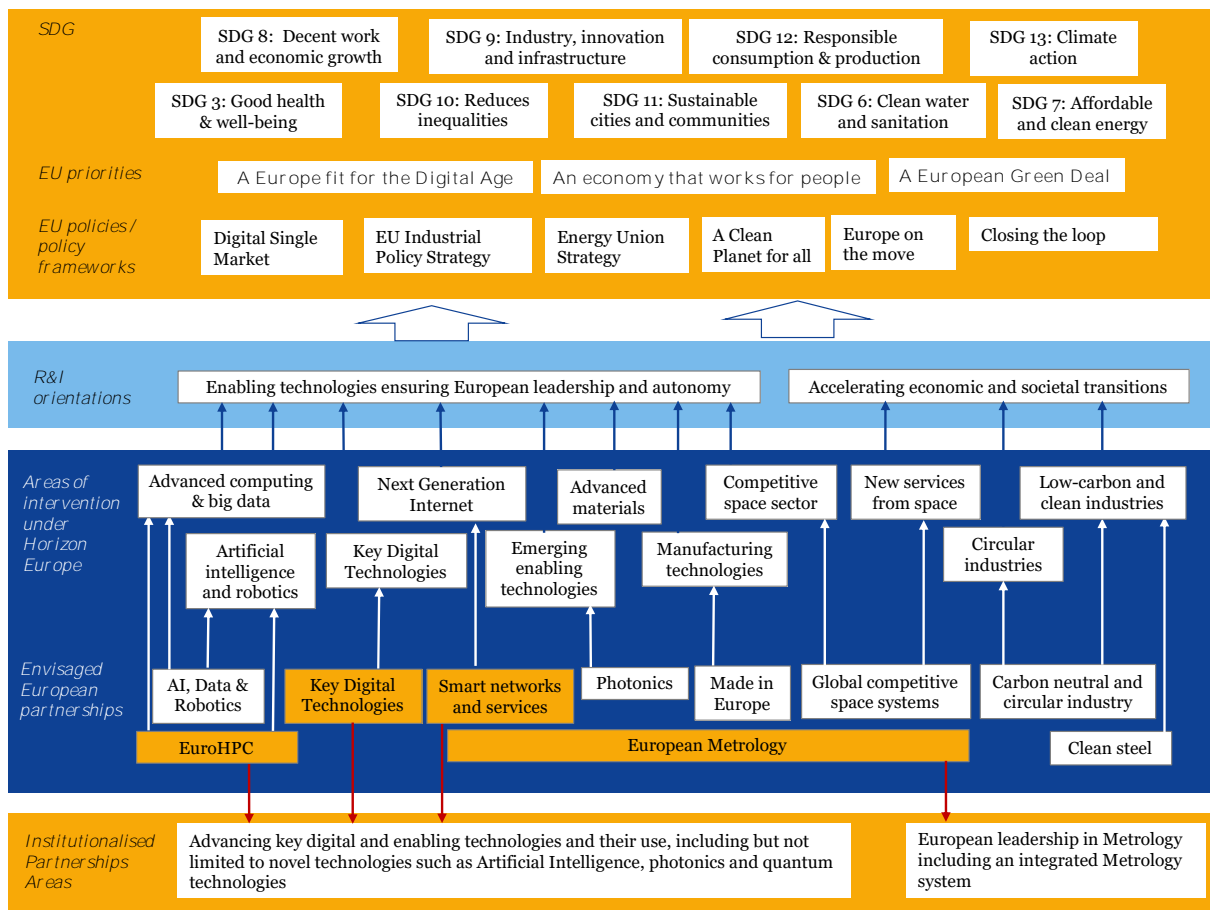 SDG
SDG 8: Decent work
and economic growth
SDG 9: Industry, innovation
and infrastructure
SDG 12: Responsible
consumption & production
SDG 13: Climate
action
SDG 3: Good health
& well-being
SDG 10: Reduces
inequalities
SDG 11: Sustainable
cities and communities
SDG 6: Clean water
and sanitation
SDG 7: Affordable
and clean energy
EU priorities
A Europe fit for the Digital Age
An economy that works for people
A European Green Deal
EU policies/
policy
frameworks
Digital Single
Market
EU Industrial
Policy Strategy
Energy Union
Strategy
A Clean
Planet for all
Europe on
the move
Closing the loop
R&I
orientations
Enabling technologies ensuring European leadership and autonomy
Accelerating economic and societal transitions
Areas of
intervention
under
Horizon
Europe
Advanced computing
& big data
Next Generation
Internet
Advanced
materials
Competitive
space sector
New services
from space
Low-carbon and
clean industries
Artificial
intelligence
and robotics
Key Digital
Technologies
Emerging
enabling
technologies
Manufacturing
technologies
Circular
industries
Envisaged
European
partnerships
AI, Data &
Robotics
Key Digital
Technologies
Smart networks
and services
Photonics
Made in
Europe
Global competitive
space systems
Carbon neutral and
circular industry
EuroHPC
European Metrology
Clean steel
Institutionalised
Partnerships
Areas
Advancing key digital and enabling technologies and their use, including but not
limited to novel technologies such as Artificial Intelligence, photonics and quantum
technologies
European leadership in Metrology
including an integrated Metrology
system